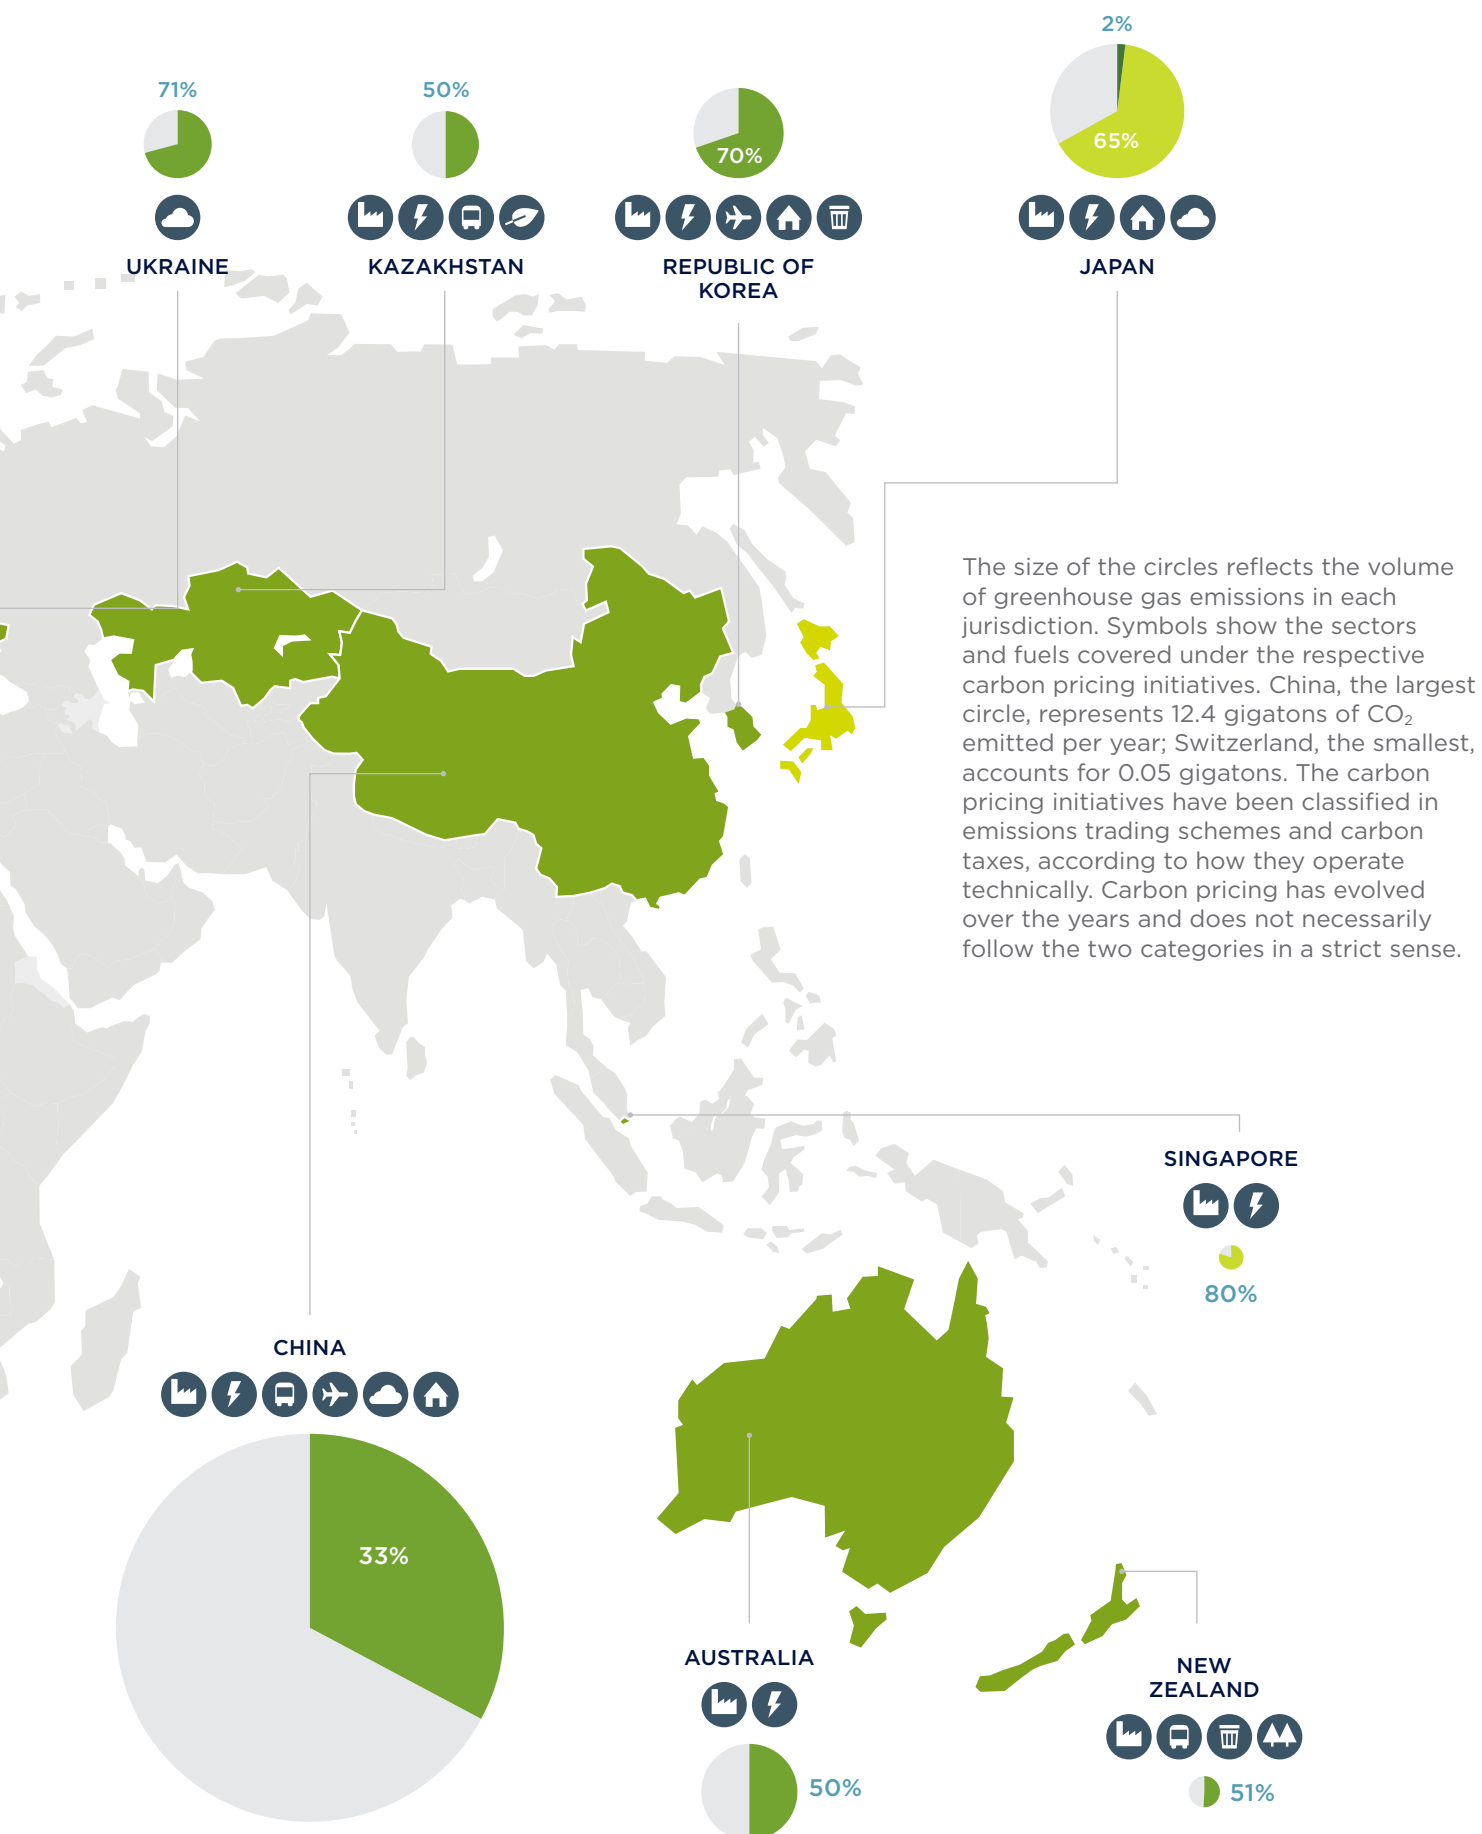 2%
71%
50%
70%
65%
UKRAINE
KAZAKHSTAN
REPUBLIC OF
KOREA
JAPAN
The size of the circles reflects the volume
of greenhouse gas emissions in each
jurisdiction. Symbols show the sectors
and fuels covered under the respective
carbon pricing initiatives. China, the largest
circle, represents 12.4 gigatons of CO₂
emitted per year; Switzerland, the smallest,
accounts for 0.05 gigatons. The carbon
pricing initiatives have been classified in
emissions trading schemes and carbon
taxes, according to how they operate
technically. Carbon pricing has evolved
over the years and does not necessarily
follow the two categories in a strict sense.
SINGAPORE
80%
CHINA
33%
AUSTRALIA
50%
NEW
ZEALAND
51%